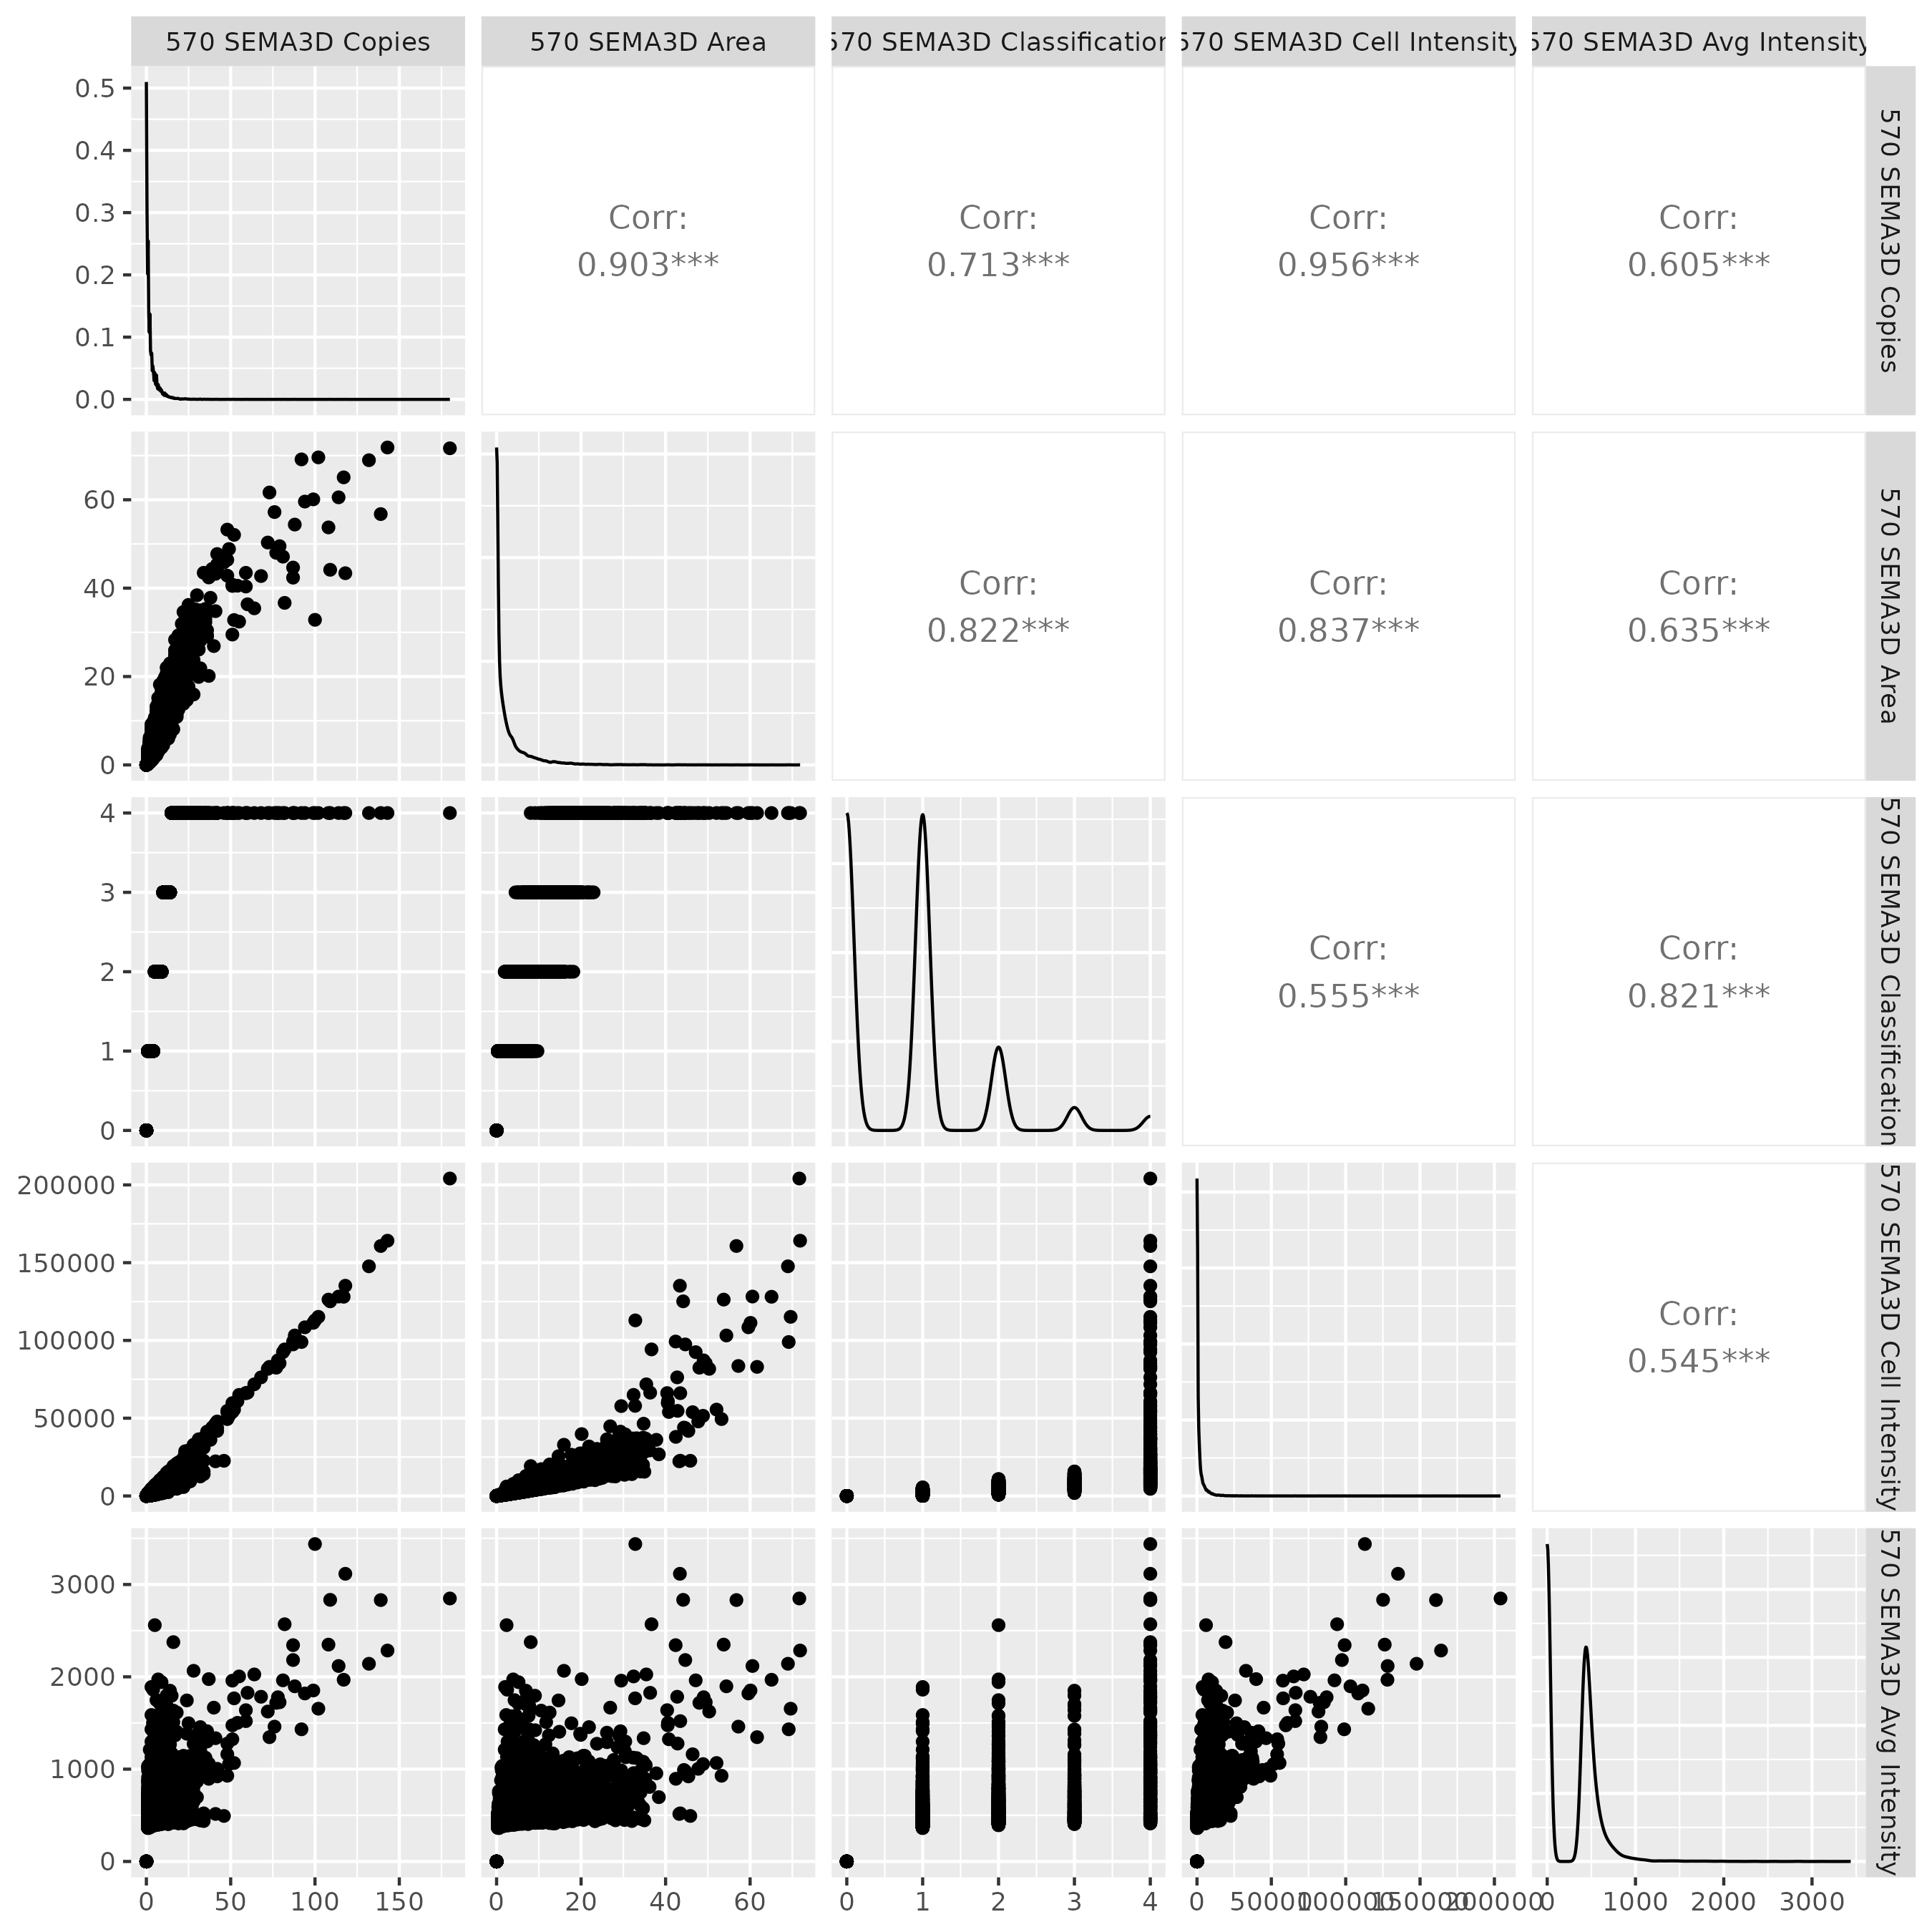 570 SEMA3D Copies
570 SEMA3D Area
570 SEMA3D Classification
570 SEMA3D Cell Intensity
570 SEMA3D Avg Intensity
0.5
0.4
0.3
0.2
0.1
0.0
Corr:
0.903***
Corr:
0.713***
Corr:
0.956***
Corr:
0.605***
570 SEMA3D Copies
60
40
20
0
Corr:
0.822***
Corr:
0.837***
Corr:
0.635***
570 SEMA3D Area
4
3
2
1
0
Corr:
0.555***
Corr:
0.821***
570 SEMA3D Classification
200000
150000
100000
50000
0
Corr:
0.545***
570 SEMA3D Cell Intensity
3000
2000
1000
0
570 SEMA3D Avg Intensity
0 50 100 150
0 20 40 60
0 1 2 3 4
0 50000 100000 150000 200000
0 1000 2000 3000